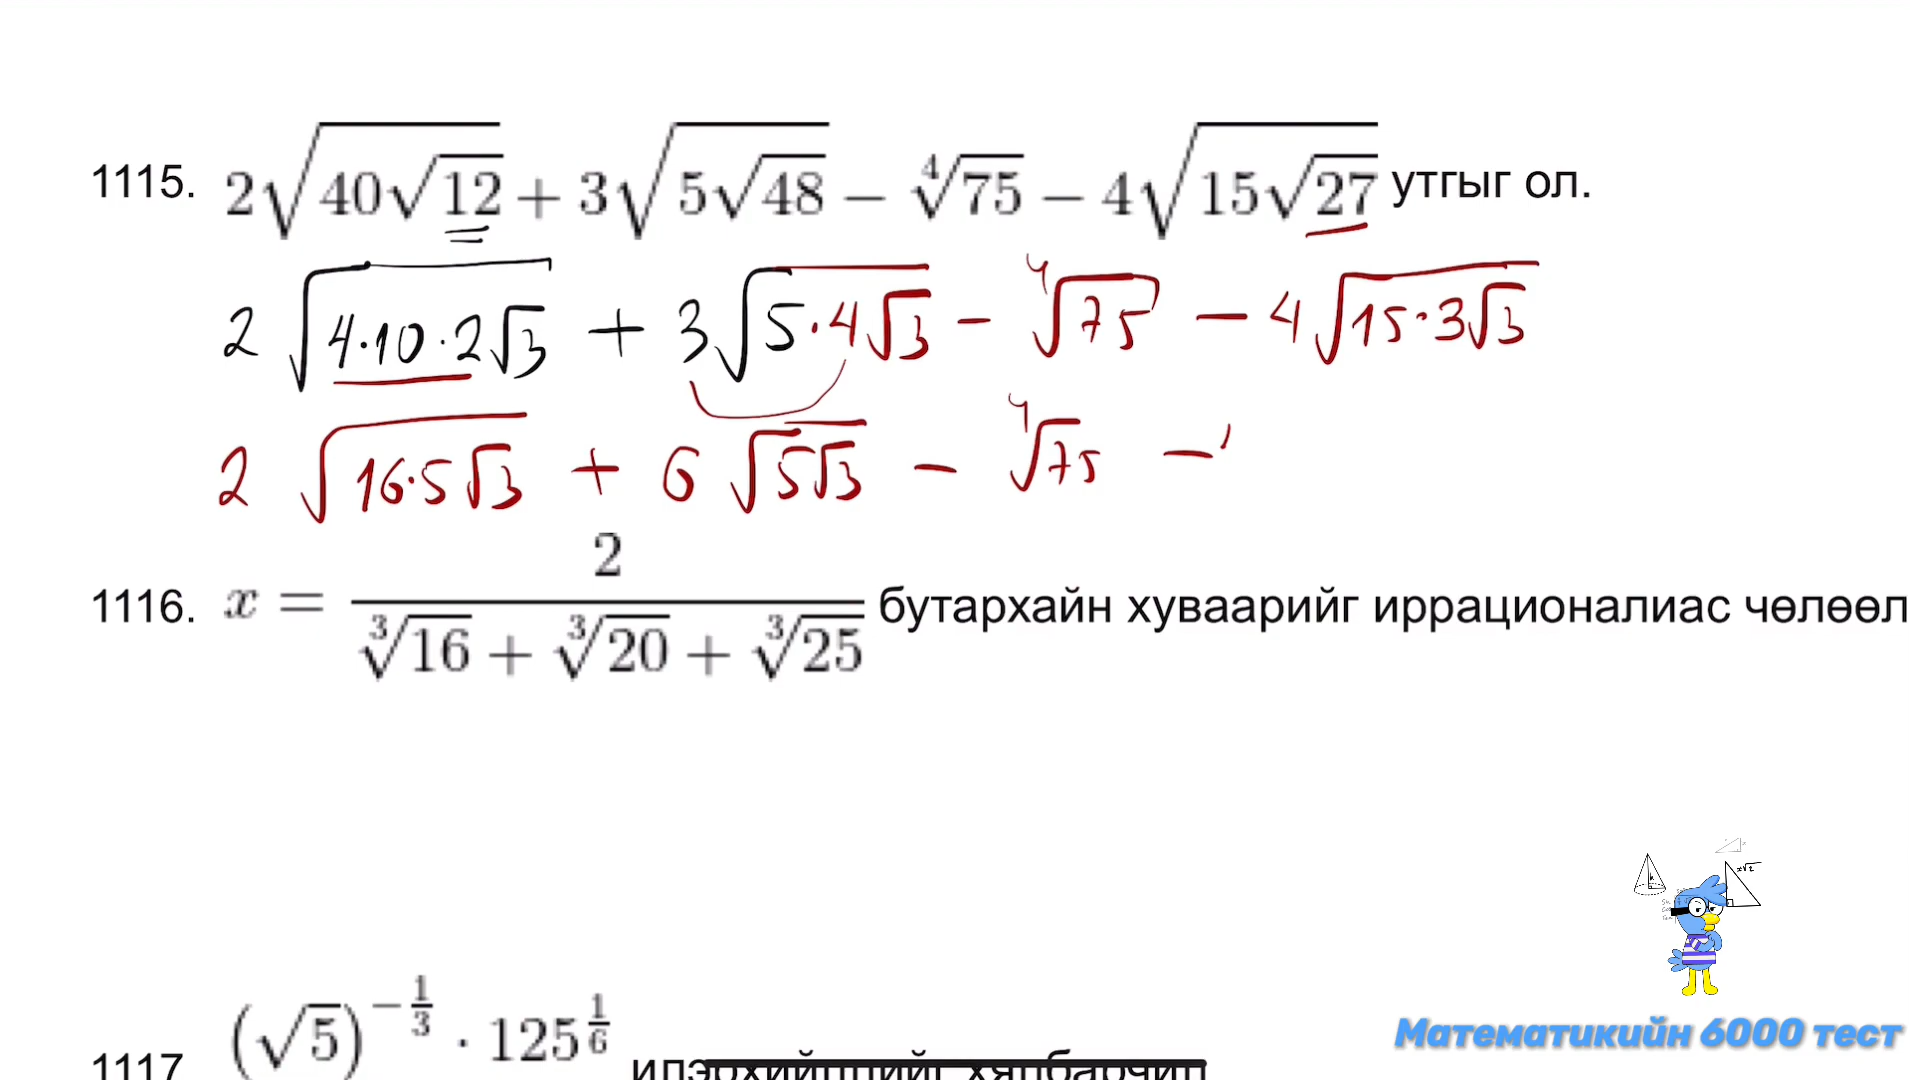 1115. 2√(40√12) + 3√(5√48) − ∜75 − 4√(15√27) утгыг ол.
2 √(4·10·2√3) + 3√(5·4√3) − ∜75 − 4√(15·3√3)
2 √(16·5√3) + 6 √(5√3) − ∜75 −
1116. x = 2/(∛16 + ∛20 + ∛25) бутархайн хуваарийг иррационалиас чөлөөл
x√2
1117 (√5)^(−1/3) · 125^(1/6)
Математикийн 6000 тест